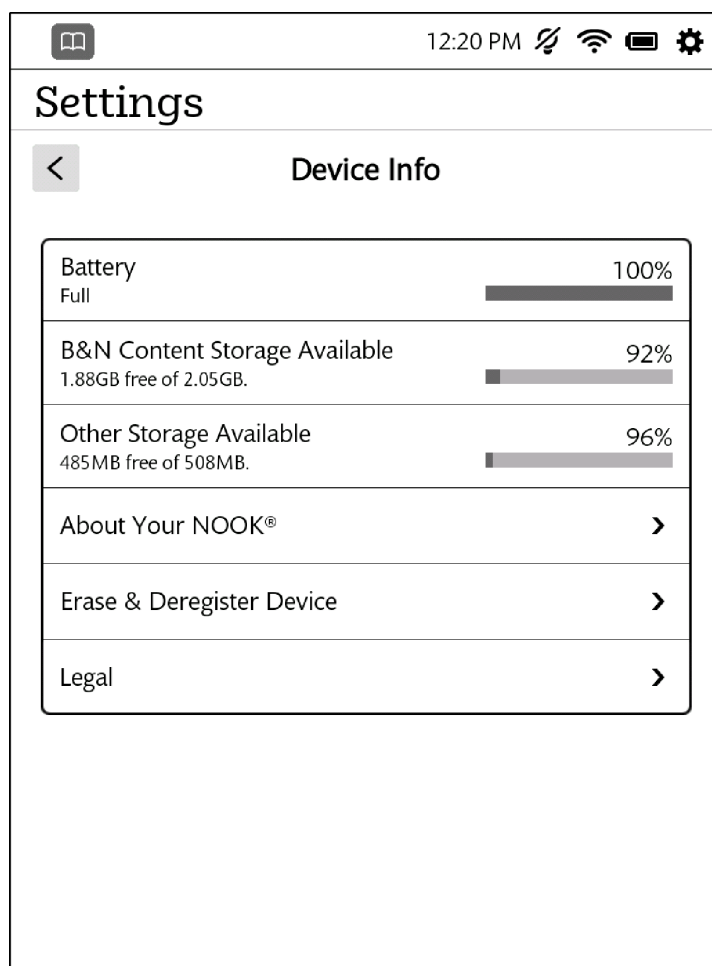 12:20 PM
Settings
Device Info
Battery
100%
Full
B&N Content Storage Available
92%
1.88GB free of 2.05GB.
Other Storage Available
96%
485MB free of 508MB.
About Your NOOK®
Erase & Deregister Device
Legal